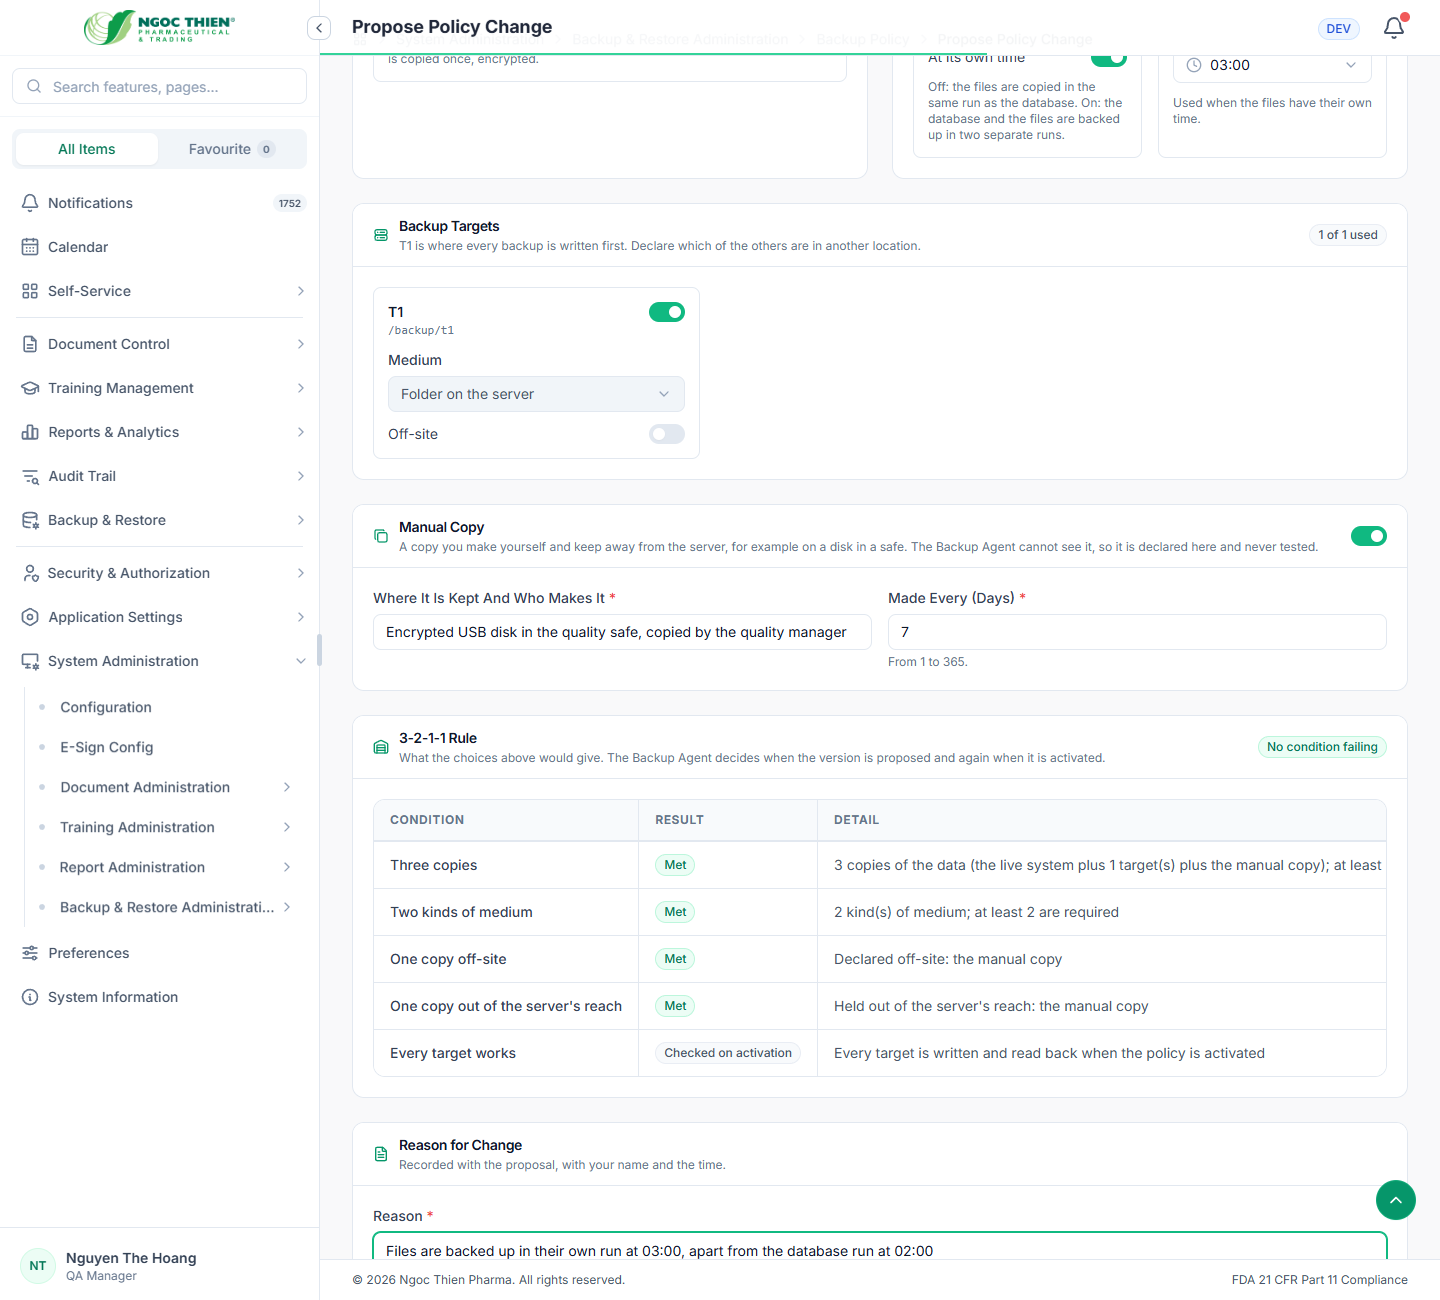 NGOC THIEN®
PHARMACEUTICAL
& TRADING
Search features, pages...
All Items
Favourite 0
Notifications 1752
Calendar
Self-Service
Document Control
Training Management
Reports & Analytics
Audit Trail
Backup & Restore
Security & Authorization
Application Settings
System Administration
Configuration
E-Sign Config
Document Administration
Training Administration
Report Administration
Backup & Restore Administrati...
Preferences
System Information
NT
Nguyen The Hoang
QA Manager
Propose Policy Change
DEV
System Administration > Backup & Restore Administration > Backup Policy > Propose Policy Change
is copied once, encrypted.
At its own time
Off: the files are copied in the
same run as the database. On: the
database and the files are backed
up in two separate runs.
03:00
Used when the files have their own
time.
Backup Targets
T1 is where every backup is written first. Declare which of the others are in another location.
1 of 1 used
T1
/backup/t1
Medium
Folder on the server
Off-site
Manual Copy
A copy you make yourself and keep away from the server, for example on a disk in a safe. The Backup Agent cannot see it, so it is declared here and never tested.
Where It Is Kept And Who Makes It *
Encrypted USB disk in the quality safe, copied by the quality manager
Made Every (Days) *
7
From 1 to 365.
3-2-1-1 Rule
What the choices above would give. The Backup Agent decides when the version is proposed and again when it is activated.
No condition failing
CONDITION RESULT DETAIL
Three copies Met 3 copies of the data (the live system plus 1 target(s) plus the manual copy); at least
Two kinds of medium Met 2 kind(s) of medium; at least 2 are required
One copy off-site Met Declared off-site: the manual copy
One copy out of the server's reach Met Held out of the server's reach: the manual copy
Every target works Checked on activation Every target is written and read back when the policy is activated
Reason for Change
Recorded with the proposal, with your name and the time.
Reason *
Files are backed up in their own run at 03:00, apart from the database run at 02:00
© 2026 Ngoc Thien Pharma. All rights reserved.
FDA 21 CFR Part 11 Compliance